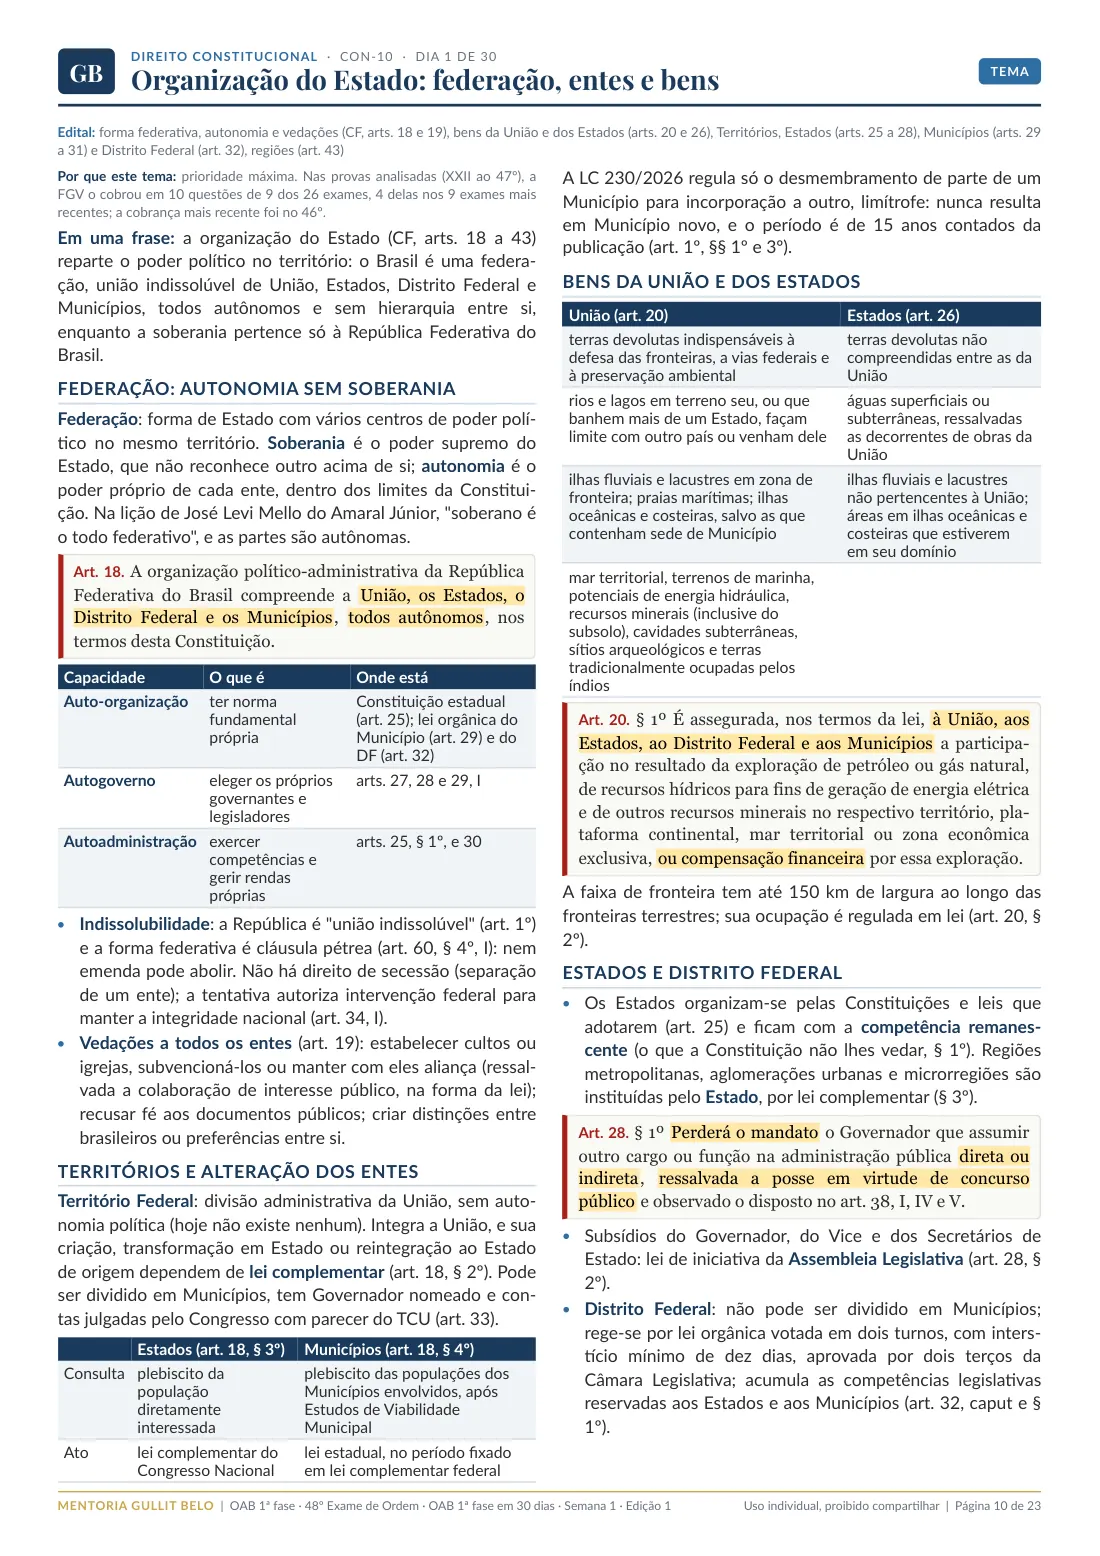 GB
DIREITO CONSTITUCIONAL · CON-10 · DIA 1 DE 30
Organização do Estado: federação, entes e bens
TEMA
Edital: forma federativa, autonomia e vedações (CF, arts. 18 e 19), bens da União e dos Estados (arts. 20 e 26), Territórios, Estados (arts. 25 a 28), Municípios (arts. 29
a 31) e Distrito Federal (art. 32), regiões (art. 43)
Por que este tema: prioridade máxima. Nas provas analisadas (XXII ao 47º), a
FGV o cobrou em 10 questões de 9 dos 26 exames, 4 delas nos 9 exames mais
recentes; a cobrança mais recente foi no 46º.
Em uma frase: a organização do Estado (CF, arts. 18 a 43)
reparte o poder político no território: o Brasil é uma federa-
ção, união indissolúvel de União, Estados, Distrito Federal e
Municípios, todos autônomos e sem hierarquia entre si,
enquanto a soberania pertence só à República Federativa do
Brasil.
FEDERAÇÃO: AUTONOMIA SEM SOBERANIA
Federação: forma de Estado com vários centros de poder polí-
tico no mesmo território. Soberania é o poder supremo do
Estado, que não reconhece outro acima de si; autonomia é o
poder próprio de cada ente, dentro dos limites da Constitui-
ção. Na lição de José Levi Mello do Amaral Júnior, "soberano é
o todo federativo", e as partes são autônomas.
Art. 18. A organização político-administrativa da República
Federativa do Brasil compreende a União, os Estados, o
Distrito Federal e os Municípios, todos autônomos, nos
termos desta Constituição.
Capacidade O que é Onde está
Auto-organização ter norma fundamental própria Constituição estadual (art. 25); lei orgânica do Município (art. 29) e do DF (art. 32)
Autogoverno eleger os próprios governantes e legisladores arts. 27, 28 e 29, I
Autoadministração exercer competências e gerir rendas próprias arts. 25, § 1º, e 30
• Indissolubilidade: a República é "união indissolúvel" (art. 1º)
e a forma federativa é cláusula pétrea (art. 60, § 4º, I): nem
emenda pode abolir. Não há direito de secessão (separação
de um ente); a tentativa autoriza intervenção federal para
manter a integridade nacional (art. 34, I).
• Vedações a todos os entes (art. 19): estabelecer cultos ou
igrejas, subvencioná-los ou manter com eles aliança (ressal-
vada a colaboração de interesse público, na forma da lei);
recusar fé aos documentos públicos; criar distinções entre
brasileiros ou preferências entre si.
TERRITÓRIOS E ALTERAÇÃO DOS ENTES
Território Federal: divisão administrativa da União, sem auto-
nomia política (hoje não existe nenhum). Integra a União, e sua
criação, transformação em Estado ou reintegração ao Estado
de origem dependem de lei complementar (art. 18, § 2º). Pode
ser dividido em Municípios, tem Governador nomeado e con-
tas julgadas pelo Congresso com parecer do TCU (art. 33).
Estados (art. 18, § 3º) Municípios (art. 18, § 4º)
Consulta plebiscito da população diretamente interessada plebiscito das populações dos Municípios envolvidos, após Estudos de Viabilidade Municipal
Ato lei complementar do Congresso Nacional lei estadual, no período fixado em lei complementar federal
A LC 230/2026 regula só o desmembramento de parte de um
Município para incorporação a outro, limítrofe: nunca resulta
em Município novo, e o período é de 15 anos contados da
publicação (art. 1º, §§ 1º e 3º).
BENS DA UNIÃO E DOS ESTADOS
União (art. 20) Estados (art. 26)
terras devolutas indispensáveis à defesa das fronteiras, a vias federais e à preservação ambiental terras devolutas não compreendidas entre as da União
rios e lagos em terreno seu, ou que banhem mais de um Estado, façam limite com outro país ou venham dele águas superficiais ou subterrâneas, ressalvadas as decorrentes de obras da União
ilhas fluviais e lacustres em zona de fronteira; praias marítimas; ilhas oceânicas e costeiras, salvo as que contenham sede de Município ilhas fluviais e lacustres não pertencentes à União; áreas em ilhas oceânicas e costeiras que estiverem em seu domínio
mar territorial, terrenos de marinha, potenciais de energia hidráulica, recursos minerais (inclusive do subsolo), cavidades subterrâneas, sítios arqueológicos e terras tradicionalmente ocupadas pelos índios
Art. 20. § 1º É assegurada, nos termos da lei, à União, aos
Estados, ao Distrito Federal e aos Municípios a participa-
ção no resultado da exploração de petróleo ou gás natural,
de recursos hídricos para fins de geração de energia elétrica
e de outros recursos minerais no respectivo território, pla-
taforma continental, mar territorial ou zona econômica
exclusiva, ou compensação financeira por essa exploração.
A faixa de fronteira tem até 150 km de largura ao longo das
fronteiras terrestres; sua ocupação é regulada em lei (art. 20, §
2º).
ESTADOS E DISTRITO FEDERAL
• Os Estados organizam-se pelas Constituições e leis que
adotarem (art. 25) e ficam com a competência remanes-
cente (o que a Constituição não lhes vedar, § 1º). Regiões
metropolitanas, aglomerações urbanas e microrregiões são
instituídas pelo Estado, por lei complementar (§ 3º).
Art. 28. § 1º Perderá o mandato o Governador que assumir
outro cargo ou função na administração pública direta ou
indireta, ressalvada a posse em virtude de concurso
público e observado o disposto no art. 38, I, IV e V.
• Subsídios do Governador, do Vice e dos Secretários de
Estado: lei de iniciativa da Assembleia Legislativa (art. 28, §
2º).
• Distrito Federal: não pode ser dividido em Municípios;
rege-se por lei orgânica votada em dois turnos, com inters-
tício mínimo de dez dias, aprovada por dois terços da
Câmara Legislativa; acumula as competências legislativas
reservadas aos Estados e aos Municípios (art. 32, caput e §
1º).
MENTORIA GULLIT BELO | OAB 1ª fase · 48º Exame de Ordem · OAB 1ª fase em 30 dias · Semana 1 · Edição 1
Uso individual, proibido compartilhar | Página 10 de 23